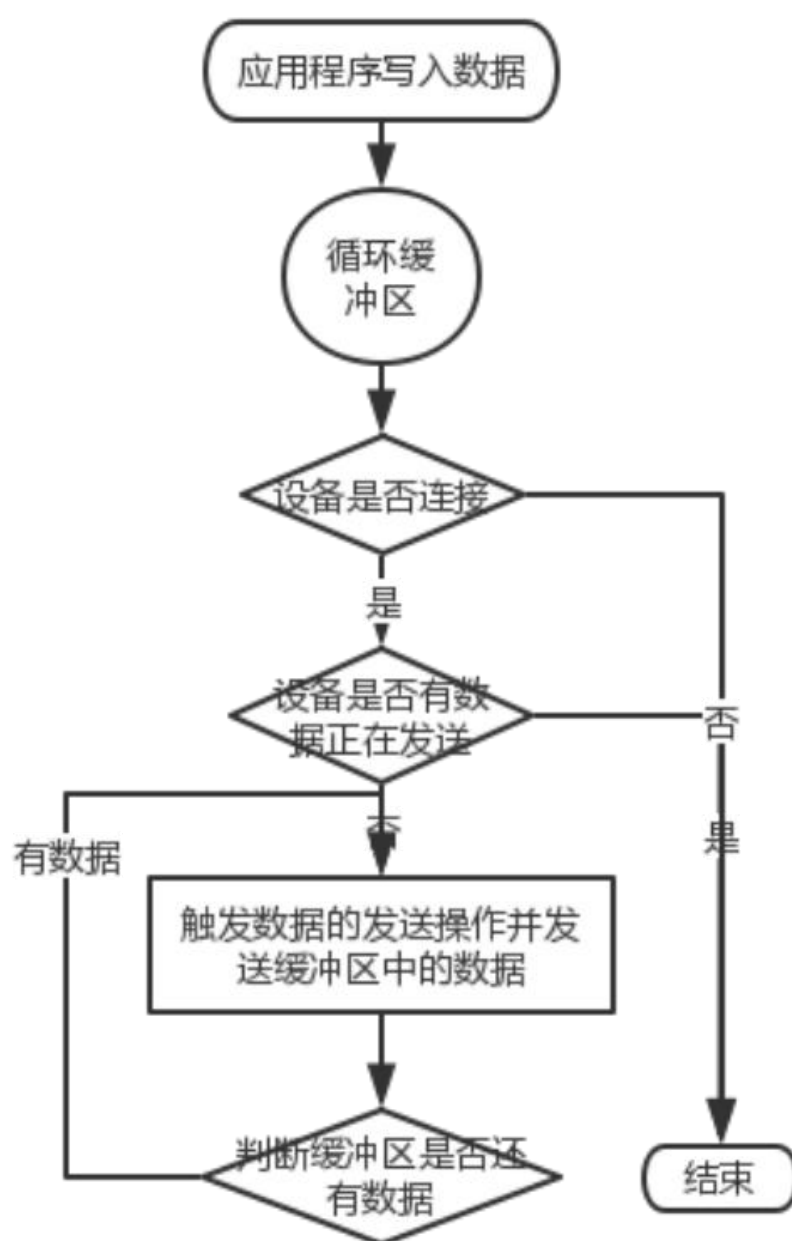 应用程序写入数据
循环缓
冲区
设备是否连接
是
设备是否有数
据正在发送
否
否
有数据
是
触发数据的发送操作并发
送缓冲区中的数据
判断缓冲区是否还
有数据
结束